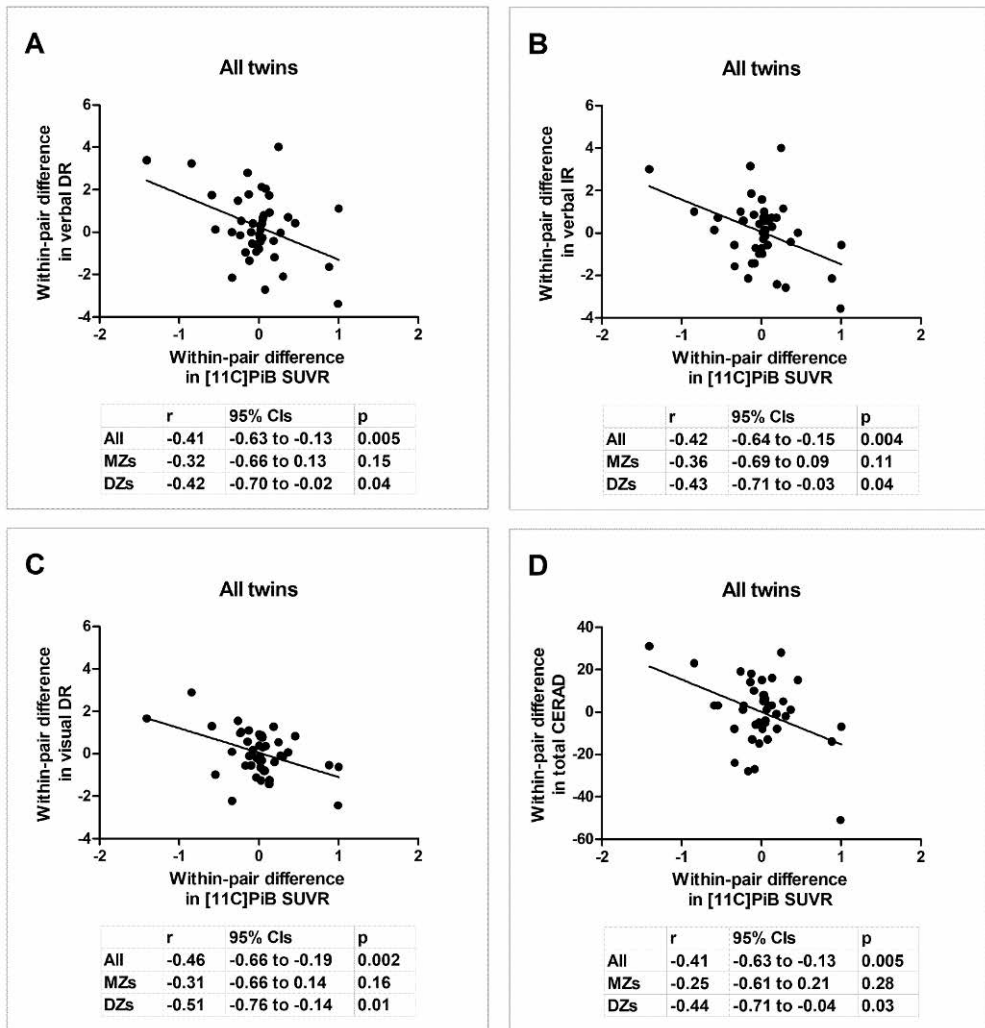 A
All twins
Within-pair difference
in verbal DR
6
4
2
0
-2
-4
-2 -1 0 1 2
Within-pair difference
in [11C]PiB SUVR
r 95% CIs p
All -0.41 -0.63 to -0.13 0.005
MZs -0.32 -0.66 to 0.13 0.15
DZs -0.42 -0.70 to -0.02 0.04
B
All twins
Within-pair difference
in verbal IR
6
4
2
0
-2
-4
-2 -1 0 1 2
Within-pair difference
in [11C]PiB SUVR
r 95% CIs p
All -0.42 -0.64 to -0.15 0.004
MZs -0.36 -0.69 to 0.09 0.11
DZs -0.43 -0.71 to -0.03 0.04
C
All twins
Within-pair difference
in visual DR
6
4
2
0
-2
-4
-2 -1 0 1 2
Within-pair difference
in [11C]PiB SUVR
r 95% CIs p
All -0.46 -0.66 to -0.19 0.002
MZs -0.31 -0.66 to 0.14 0.16
DZs -0.51 -0.76 to -0.14 0.01
D
All twins
Within-pair difference
in total CERAD
40
20
0
-20
-40
-60
-2 -1 0 1 2
Within-pair difference
in [11C]PiB SUVR
r 95% CIs p
All -0.41 -0.63 to -0.13 0.005
MZs -0.25 -0.61 to 0.21 0.28
DZs -0.44 -0.71 to -0.04 0.03